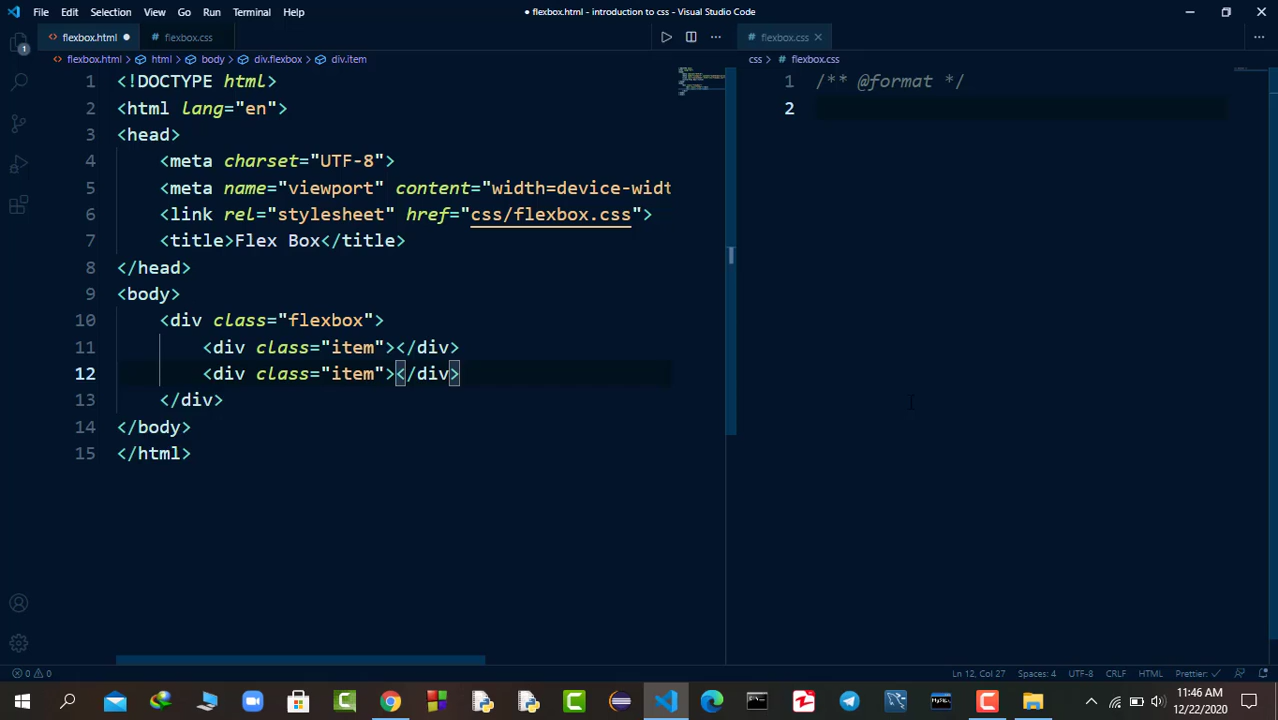 File Edit Selection View Go Run Terminal Help
● flexbox.html - introduction to css - Visual Studio Code
flexbox.html ●
flexbox.css
flexbox.css ×
flexbox.html > html > body > div.flexbox > div.item
css > # flexbox.css
1 <!DOCTYPE html>
2 <html lang="en">
3 <head>
4 <meta charset="UTF-8">
5 <meta name="viewport" content="width=device-widt
6 <link rel="stylesheet" href="css/flexbox.css">
7 <title>Flex Box</title>
8 </head>
9 <body>
10 <div class="flexbox">
11 <div class="item"></div>
12 <div class="item"></div>
13 </div>
14 </body>
15 </html>
1 /** @format */
2
1
0 0
Ln 12, Col 27 Spaces: 4 UTF-8 CRLF HTML Prettier: ✓
11:46 AM
12/22/2020